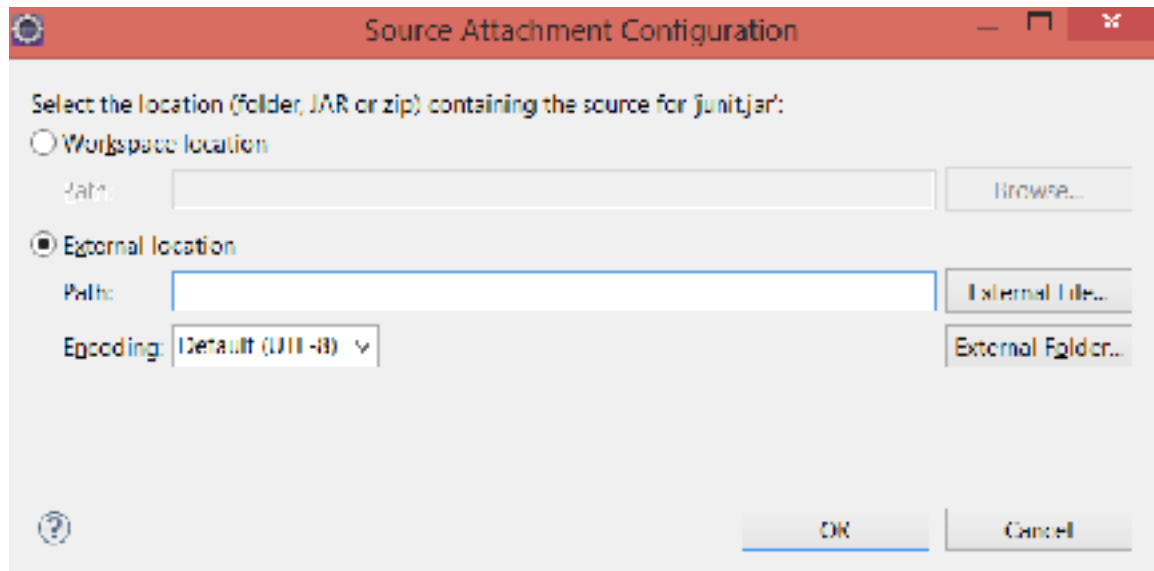 Source Attachment Configuration
Select the location (folder, JAR or zip) containing the source for 'junit.jar':
Workspace location
Path:
Browse...
External location
Path:
External File...
Encoding: Default (UTF-8)
External Folder...
OK
Cancel